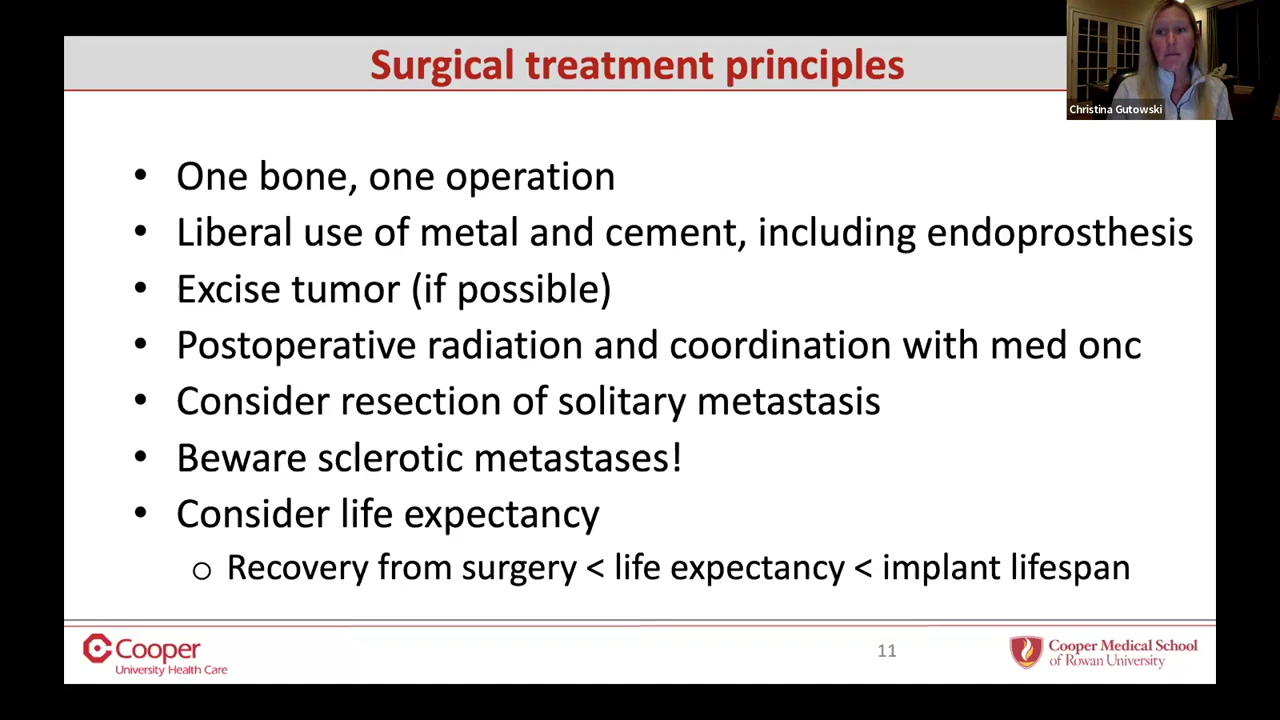 Surgical treatment principles
Christina Gutowski
• One bone, one operation
• Liberal use of metal and cement, including endoprosthesis
• Excise tumor (if possible)
• Postoperative radiation and coordination with med onc
• Consider resection of solitary metastasis
• Beware sclerotic metastases!
• Consider life expectancy
o Recovery from surgery < life expectancy < implant lifespan
Cooper
University Health Care
11
Cooper Medical School
of Rowan University